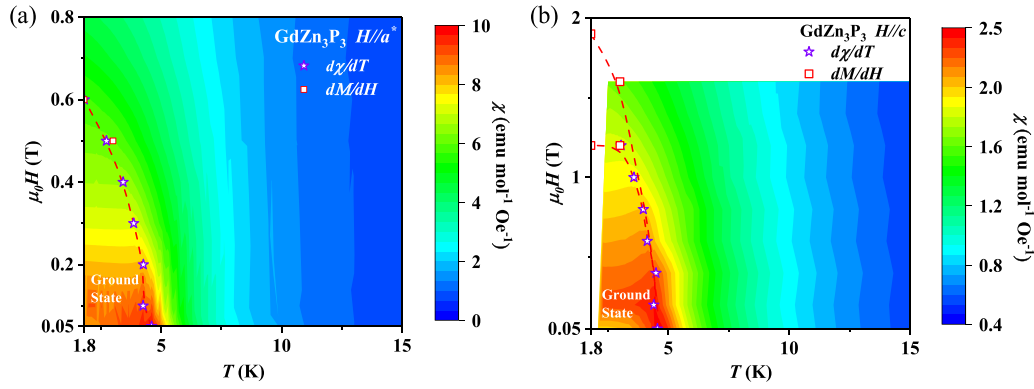 (a)
GdZn₃P₃ H//a*
dχ/dT
dM/dH
Ground
State
0.8
0.6
0.4
0.2
0.05
μ₀H (T)
1.8
5
10
15
T (K)
10
8
6
4
2
0
χ (emu mol⁻¹ Oe⁻¹)
(b)
GdZn₃P₃ H//c
dχ/dT
dM/dH
Ground
State
2
1
0.05
μ₀H (T)
1.8
5
10
15
T (K)
2.5
2.0
1.6
1.2
0.8
0.4
χ (emu mol⁻¹ Oe⁻¹)